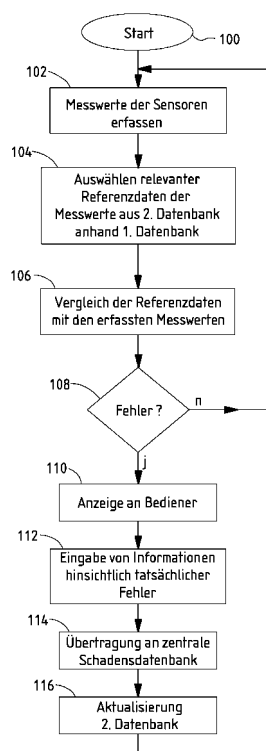 Start
100
102
Messwerte der Sensoren
erfassen
104
Auswählen relevanter
Referenzdaten der
Messwerte aus 2. Datenbank
anhand 1. Datenbank
106
Vergleich der Referenzdaten
mit den erfassten Messwerten
108
Fehler ?
n
j
110
Anzeige an Bediener
112
Eingabe von Informationen
hinsichtlich tatsächlicher
Fehler
114
Übertragung an zentrale
Schadensdatenbank
116
Aktualisierung
2. Datenbank